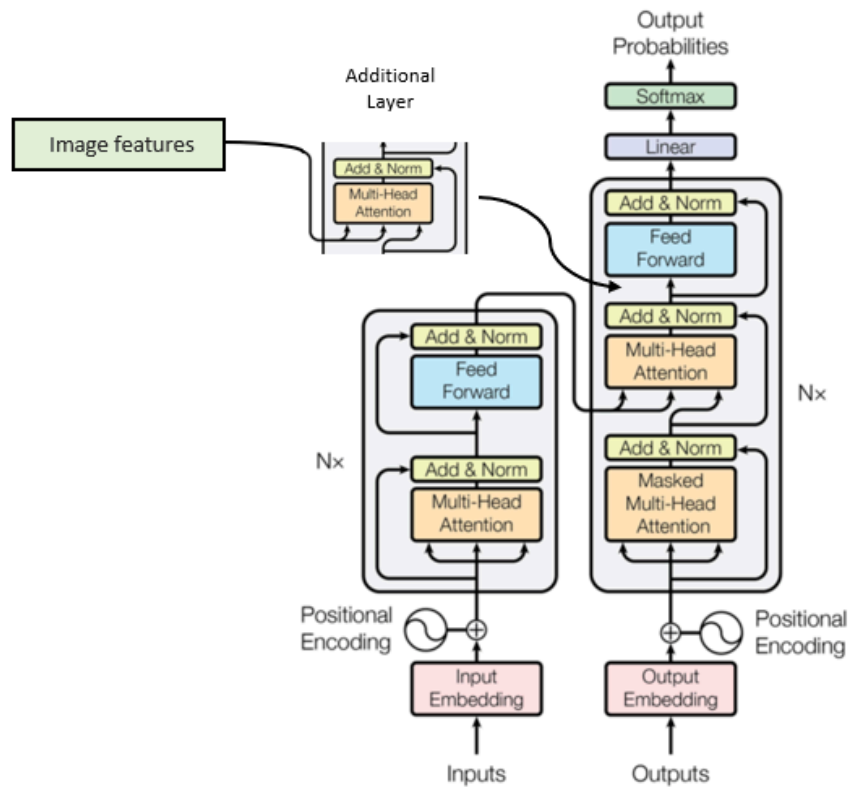 Output
Probabilities
Softmax
Linear
Additional
Layer
Image features
Add & Norm
Multi-Head
Attention
Add & Norm
Feed
Forward
Add & Norm
Multi-Head
Attention
Nx
Add & Norm
Masked
Multi-Head
Attention
Add & Norm
Feed
Forward
Nx
Add & Norm
Multi-Head
Attention
Positional
Encoding
Positional
Encoding
Input
Embedding
Output
Embedding
Inputs
Outputs